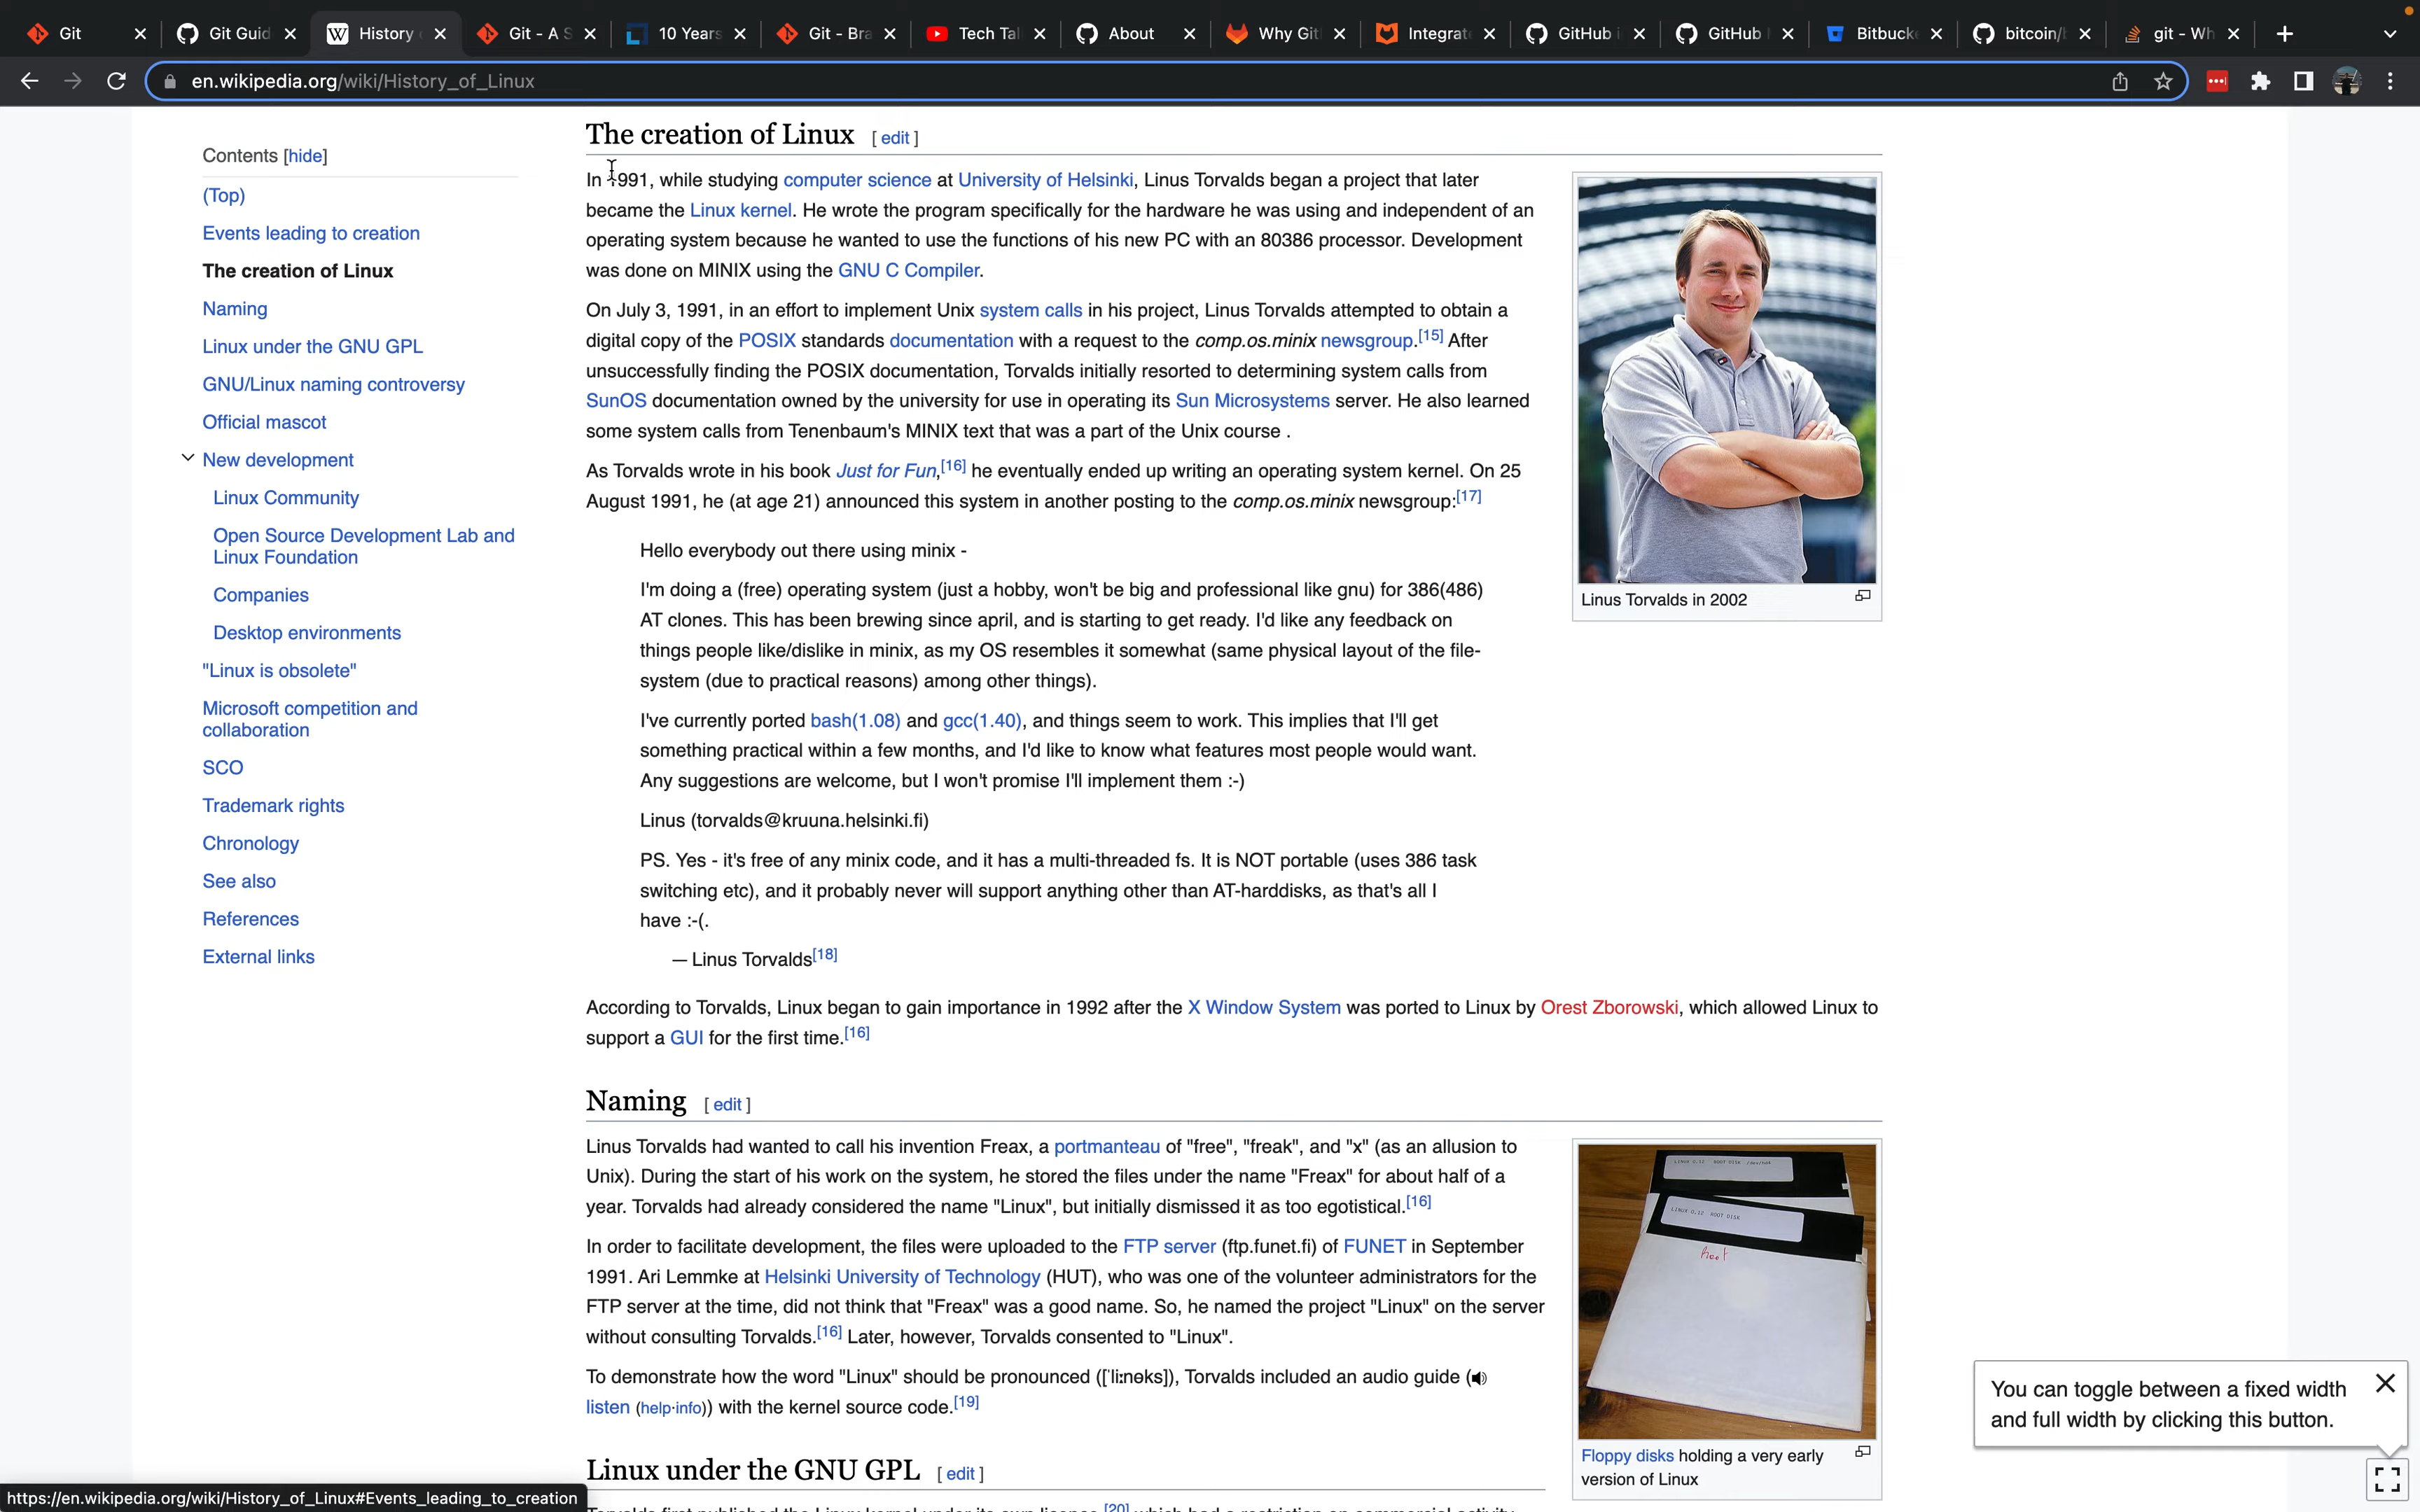 Git
Git Guid
History
Git - A S
10 Years
Git - Bra
Tech Tal
About
Why Git
Integrat
GitHub i
GitHub
Bitbuck
bitcoin/
git - Wh
en.wikipedia.org/wiki/History_of_Linux
Contents [hide]
(Top)
Events leading to creation
The creation of Linux
Naming
Linux under the GNU GPL
GNU/Linux naming controversy
Official mascot
New development
Linux Community
Open Source Development Lab and
Linux Foundation
Companies
Desktop environments
"Linux is obsolete"
Microsoft competition and
collaboration
SCO
Trademark rights
Chronology
See also
References
External links
The creation of Linux [ edit ]
In 1991, while studying computer science at University of Helsinki, Linus Torvalds began a project that later
became the Linux kernel. He wrote the program specifically for the hardware he was using and independent of an
operating system because he wanted to use the functions of his new PC with an 80386 processor. Development
was done on MINIX using the GNU C Compiler.
On July 3, 1991, in an effort to implement Unix system calls in his project, Linus Torvalds attempted to obtain a
digital copy of the POSIX standards documentation with a request to the comp.os.minix newsgroup.[15] After
unsuccessfully finding the POSIX documentation, Torvalds initially resorted to determining system calls from
SunOS documentation owned by the university for use in operating its Sun Microsystems server. He also learned
some system calls from Tenenbaum's MINIX text that was a part of the Unix course .
As Torvalds wrote in his book Just for Fun,[16] he eventually ended up writing an operating system kernel. On 25
August 1991, he (at age 21) announced this system in another posting to the comp.os.minix newsgroup:[17]
Hello everybody out there using minix -
I'm doing a (free) operating system (just a hobby, won't be big and professional like gnu) for 386(486)
AT clones. This has been brewing since april, and is starting to get ready. I'd like any feedback on
things people like/dislike in minix, as my OS resembles it somewhat (same physical layout of the file-
system (due to practical reasons) among other things).
I've currently ported bash(1.08) and gcc(1.40), and things seem to work. This implies that I'll get
something practical within a few months, and I'd like to know what features most people would want.
Any suggestions are welcome, but I won't promise I'll implement them :-)
Linus (torvalds@kruuna.helsinki.fi)
PS. Yes - it's free of any minix code, and it has a multi-threaded fs. It is NOT portable (uses 386 task
switching etc), and it probably never will support anything other than AT-harddisks, as that's all I
have :-(.
— Linus Torvalds[18]
Linus Torvalds in 2002
According to Torvalds, Linux began to gain importance in 1992 after the X Window System was ported to Linux by Orest Zborowski, which allowed Linux to
support a GUI for the first time.[16]
Naming [ edit ]
Linus Torvalds had wanted to call his invention Freax, a portmanteau of "free", "freak", and "x" (as an allusion to
Unix). During the start of his work on the system, he stored the files under the name "Freax" for about half of a
year. Torvalds had already considered the name "Linux", but initially dismissed it as too egotistical.[16]
In order to facilitate development, the files were uploaded to the FTP server (ftp.funet.fi) of FUNET in September
1991. Ari Lemmke at Helsinki University of Technology (HUT), who was one of the volunteer administrators for the
FTP server at the time, did not think that "Freax" was a good name. So, he named the project "Linux" on the server
without consulting Torvalds.[16] Later, however, Torvalds consented to "Linux".
To demonstrate how the word "Linux" should be pronounced ([ˈliːnɵks]), Torvalds included an audio guide (
listen (help·info)) with the kernel source code.[19]
LINUX 0.12 ROOT DISK
Floppy disks holding a very early
version of Linux
Linux under the GNU GPL [ edit ]
You can toggle between a fixed width
and full width by clicking this button.
https://en.wikipedia.org/wiki/History_of_Linux#Events_leading_to_creation